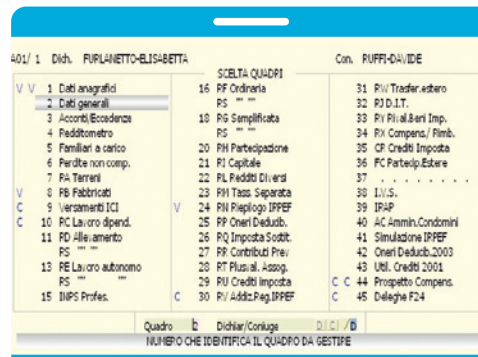 A01/ 1 Dich. FURLANETTO-ELISABETTA Con. RUFFI-DAVIDE
SCELTA QUADRI
V V 1 Dati anagrafici
2 Dati generali
3 Acconti/Eccedenze
4 Redditometro
5 Familiari a carico
6 Perdite non comp.
7 RA Terreni
V 8 RB Fabbricati
C 9 Versamenti ICI
C 10 RC Lavoro dipend.
11 RD Allevamento
RS "" ""
13 RE Lavoro autonomo
RS "" ""
15 INPS Profes.
16 RF Ordinaria
RS "" ""
18 RG Semplificata
RS "" ""
20 RH Partecipazione
21 RI Capitale
22 RL Redditi Diversi
23 RM Tass. Separata
V 24 RN Riepilogo IRPEF
25 RP Oneri Deducib.
26 RQ Imposta Sostit.
27 RR Contributi Prev
28 RT Plusval. Assog.
29 RU Crediti imposta
C 30 RV Addiz.Reg.IRPEF
31 RW Trasfer.estero
32 RJ D.I.T.
33 RY Rival.Beni Imp.
34 RX Compens./ Rimb.
35 CR Crediti Imposta
36 FC Partecip.Estere
37 . . . . . . . .
38 I.V.S.
39 IRAP
40 AC Ammin.Condomini
41 Simulazione IRPEF
42 Oneri Deducib.2003
43 Util. Crediti 2001
C C 44 Prospetto Compens.
C 45 Deleghe F24
Quadro 2 Dichiar/Coniuge D/C/ /D
NUMERO CHE IDENTIFICA IL QUADRO DA GESTIRE